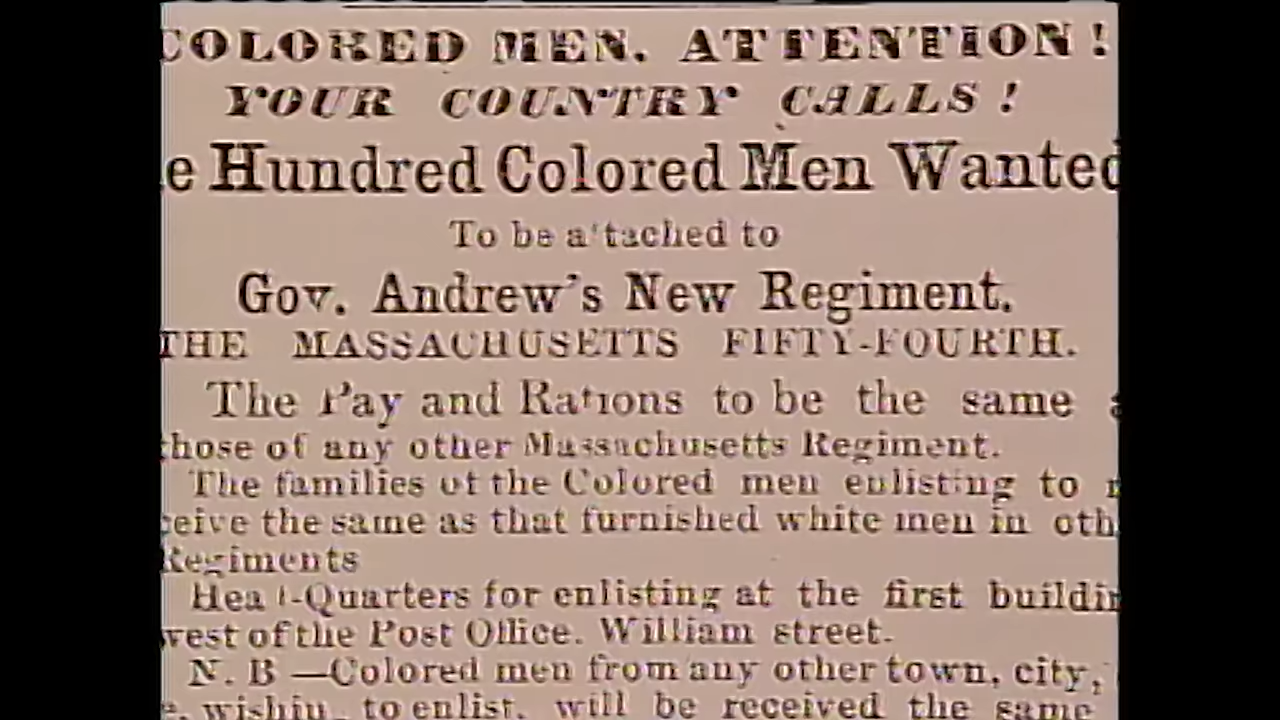 COLORED MEN. ATTENTION!
YOUR COUNTRY CALLS!
e Hundred Colored Men Wanted
To be attached to
Gov. Andrew's New Regiment.
THE MASSACHUSETTS FIFTY-FOURTH.
The Pay and Rations to be the same a
those of any other Massachusetts Regiment.
The families of the Colored men enlisting to r
ceive the same as that furnished white men in oth
Regiments
Head-Quarters for enlisting at the first buildin
west of the Post Office. William street.
N. B —Colored men from any other town, city,
e, wishin to enlist, will be received the same